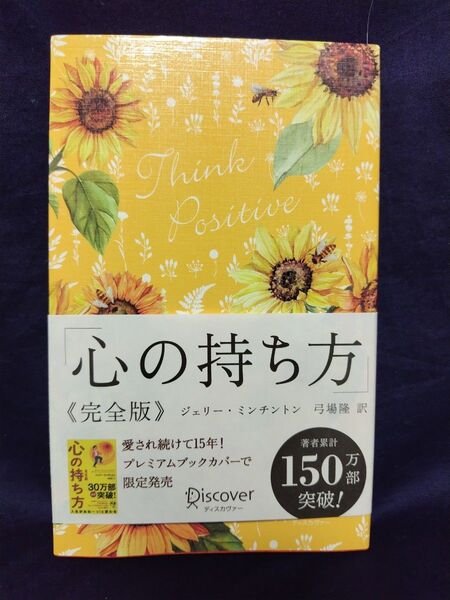 Think
Positive
「心の持ち方」
《完全版》 ジェリー・ミンチントン 弓場隆 訳
愛され続けて15年!
プレミアムブックカバーで
限定発売
心の持ち方
完全版
30万部
突破!
Discover
ディスカヴァー
著者累計
150万部
突破!